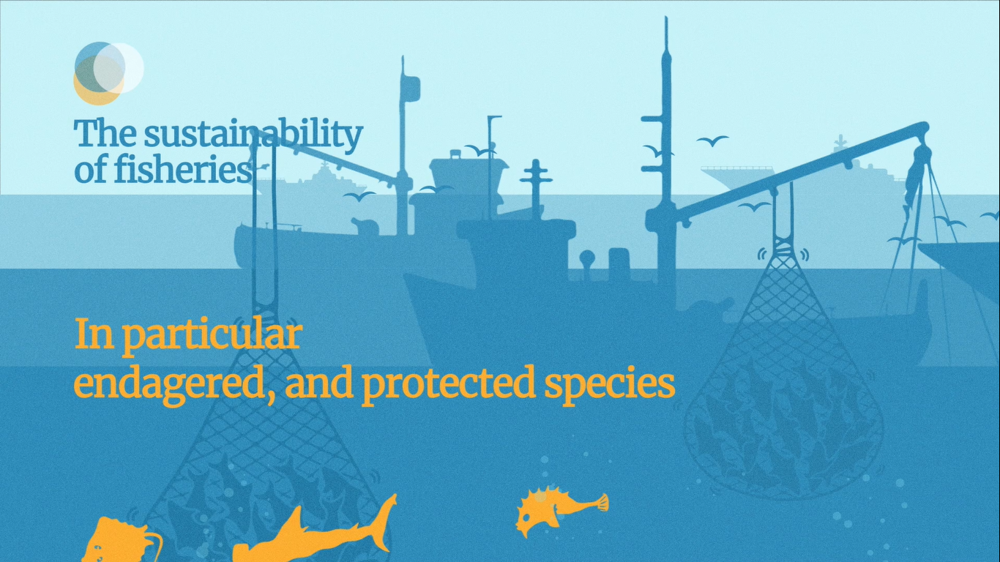 The sustainability
of fisheries
In particular
endagered, and protected species